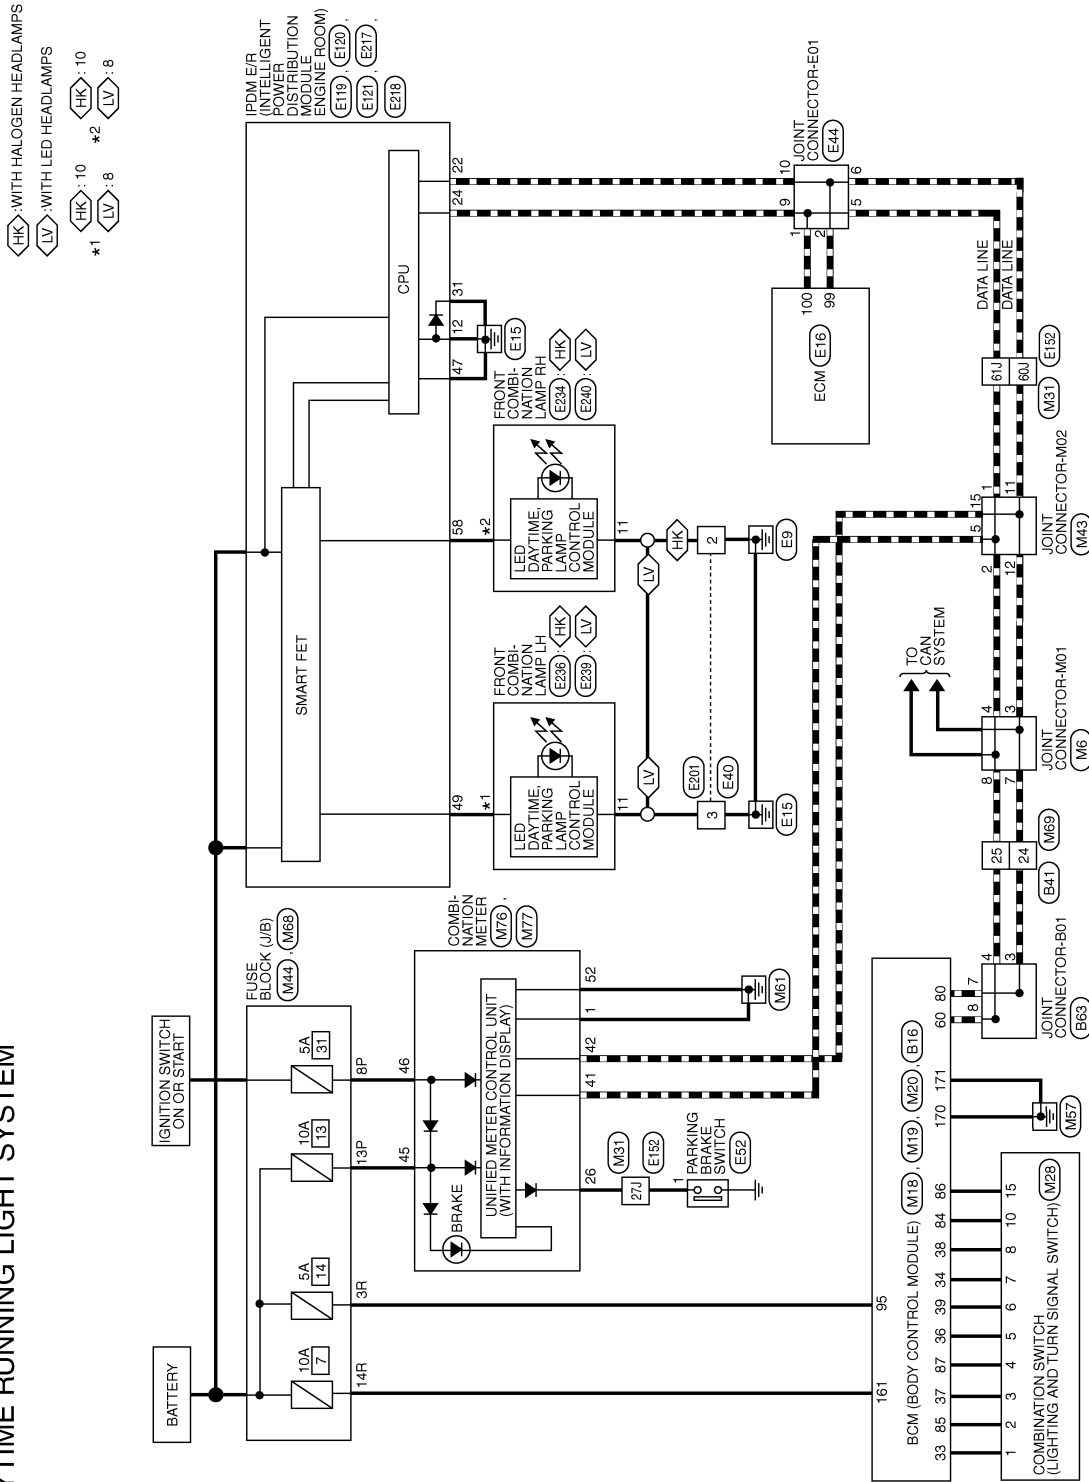 YTIME RUNNING LIGHT SYSTEM
HK :WITH HALOGEN HEADLAMPS
LV :WITH LED HEADLAMPS
*1 HK : 10
LV : 8
*2 HK : 10
LV : 8
BATTERY
IGNITION SWITCH
ON OR START
FUSE
BLOCK (J/B)
M44 , M68
10A
7
5A
14
10A
13
5A
31
14R
3R
13P
8P
IPDM E/R
(INTELLIGENT
POWER
DISTRIBUTION
MODULE
ENGINE ROOM)
E119 , E120 ,
E121 , E217 ,
E218
SMART FET
CPU
49
58
47
12
31
24
22
E15
*1
*2
45
46
COMBI-
NATION
METER
M76 ,
M77
BRAKE
UNIFIED METER CONTROL UNIT
(WITH INFORMATION DISPLAY)
26
41
42
1
52
M61
27J
M31
E152
1
PARKING
BRAKE
SWITCH
E52
FRONT
COMBI-
NATION
LAMP LH
E236 : HK
E239 : LV
LED
DAYTIME,
PARKING
LAMP
CONTROL
MODULE
11
FRONT
COMBI-
NATION
LAMP RH
E234 : HK
E240 : LV
LED
DAYTIME,
PARKING
LAMP
CONTROL
MODULE
11
LV
LV
HK
3
E201
E40
2
E15
E9
ECM E16
100
99
JOINT
CONNECTOR-E01
E44
9
10
1
2
5
6
DATA LINE
DATA LINE
61J
60J
M31
E152
161
95
BCM (BODY CONTROL MODULE) M18 , M19 , M20 , B16
33
85
37
87
36
39
34
38
84
86
170
171
60
80
M57
1
2
3
4
5
6
7
8
10
15
COMBINATION SWITCH
(LIGHTING AND TURN SIGNAL SWITCH) M28
8
7
4
3
JOINT
CONNECTOR-B01
B63
25
24
B41
M69
8
7
4
3
JOINT
CONNECTOR-M01
M6
TO
CAN
SYSTEM
2
12
5
15
1
11
JOINT
CONNECTOR-M02
M43